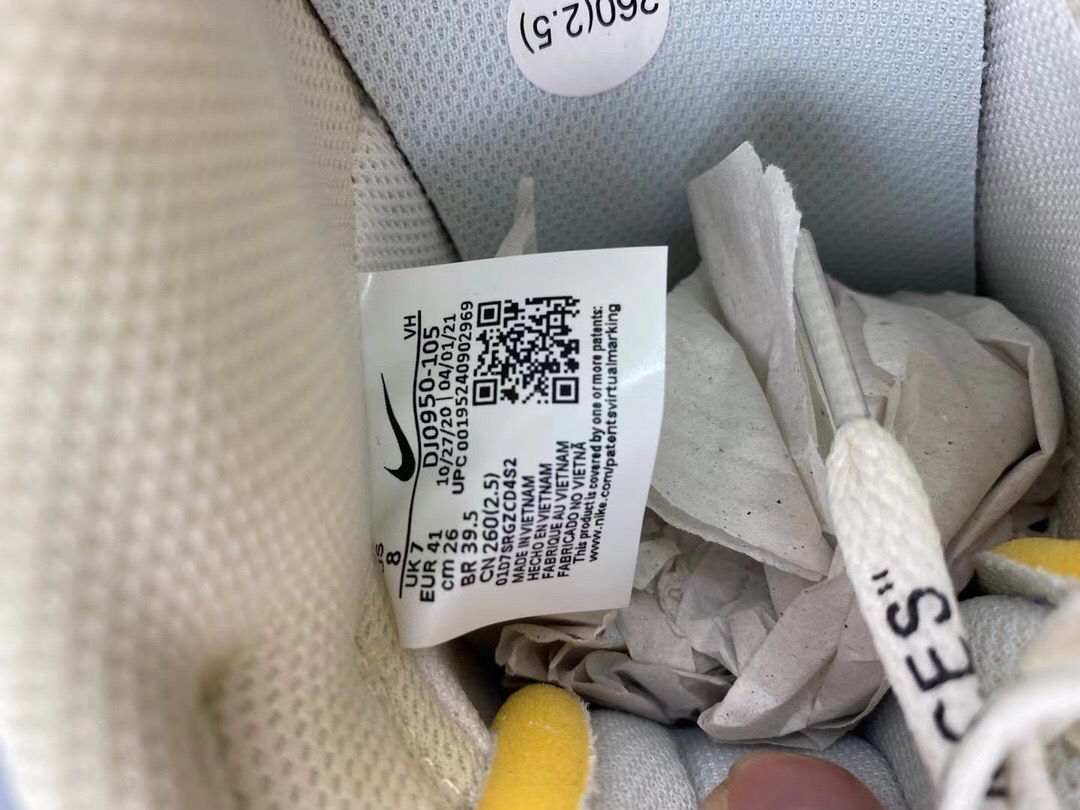 260(2.5)
VH
DJ0950-105
10/27/20 | 04/01/21
UPC 00195240902969
US
8
UK 7
EUR 41
cm 26
BR 39.5
CN 260(2.5)
01D7SRGZCD4S2
MADE IN VIETNAM
HECHO EN VIETNAM
FABRIQUE AU VIETNAM
FABRICADO NO VIETNÃ
This product is covered by one or more patents:
www.nike.com/patentsvirtualmarking
CES"